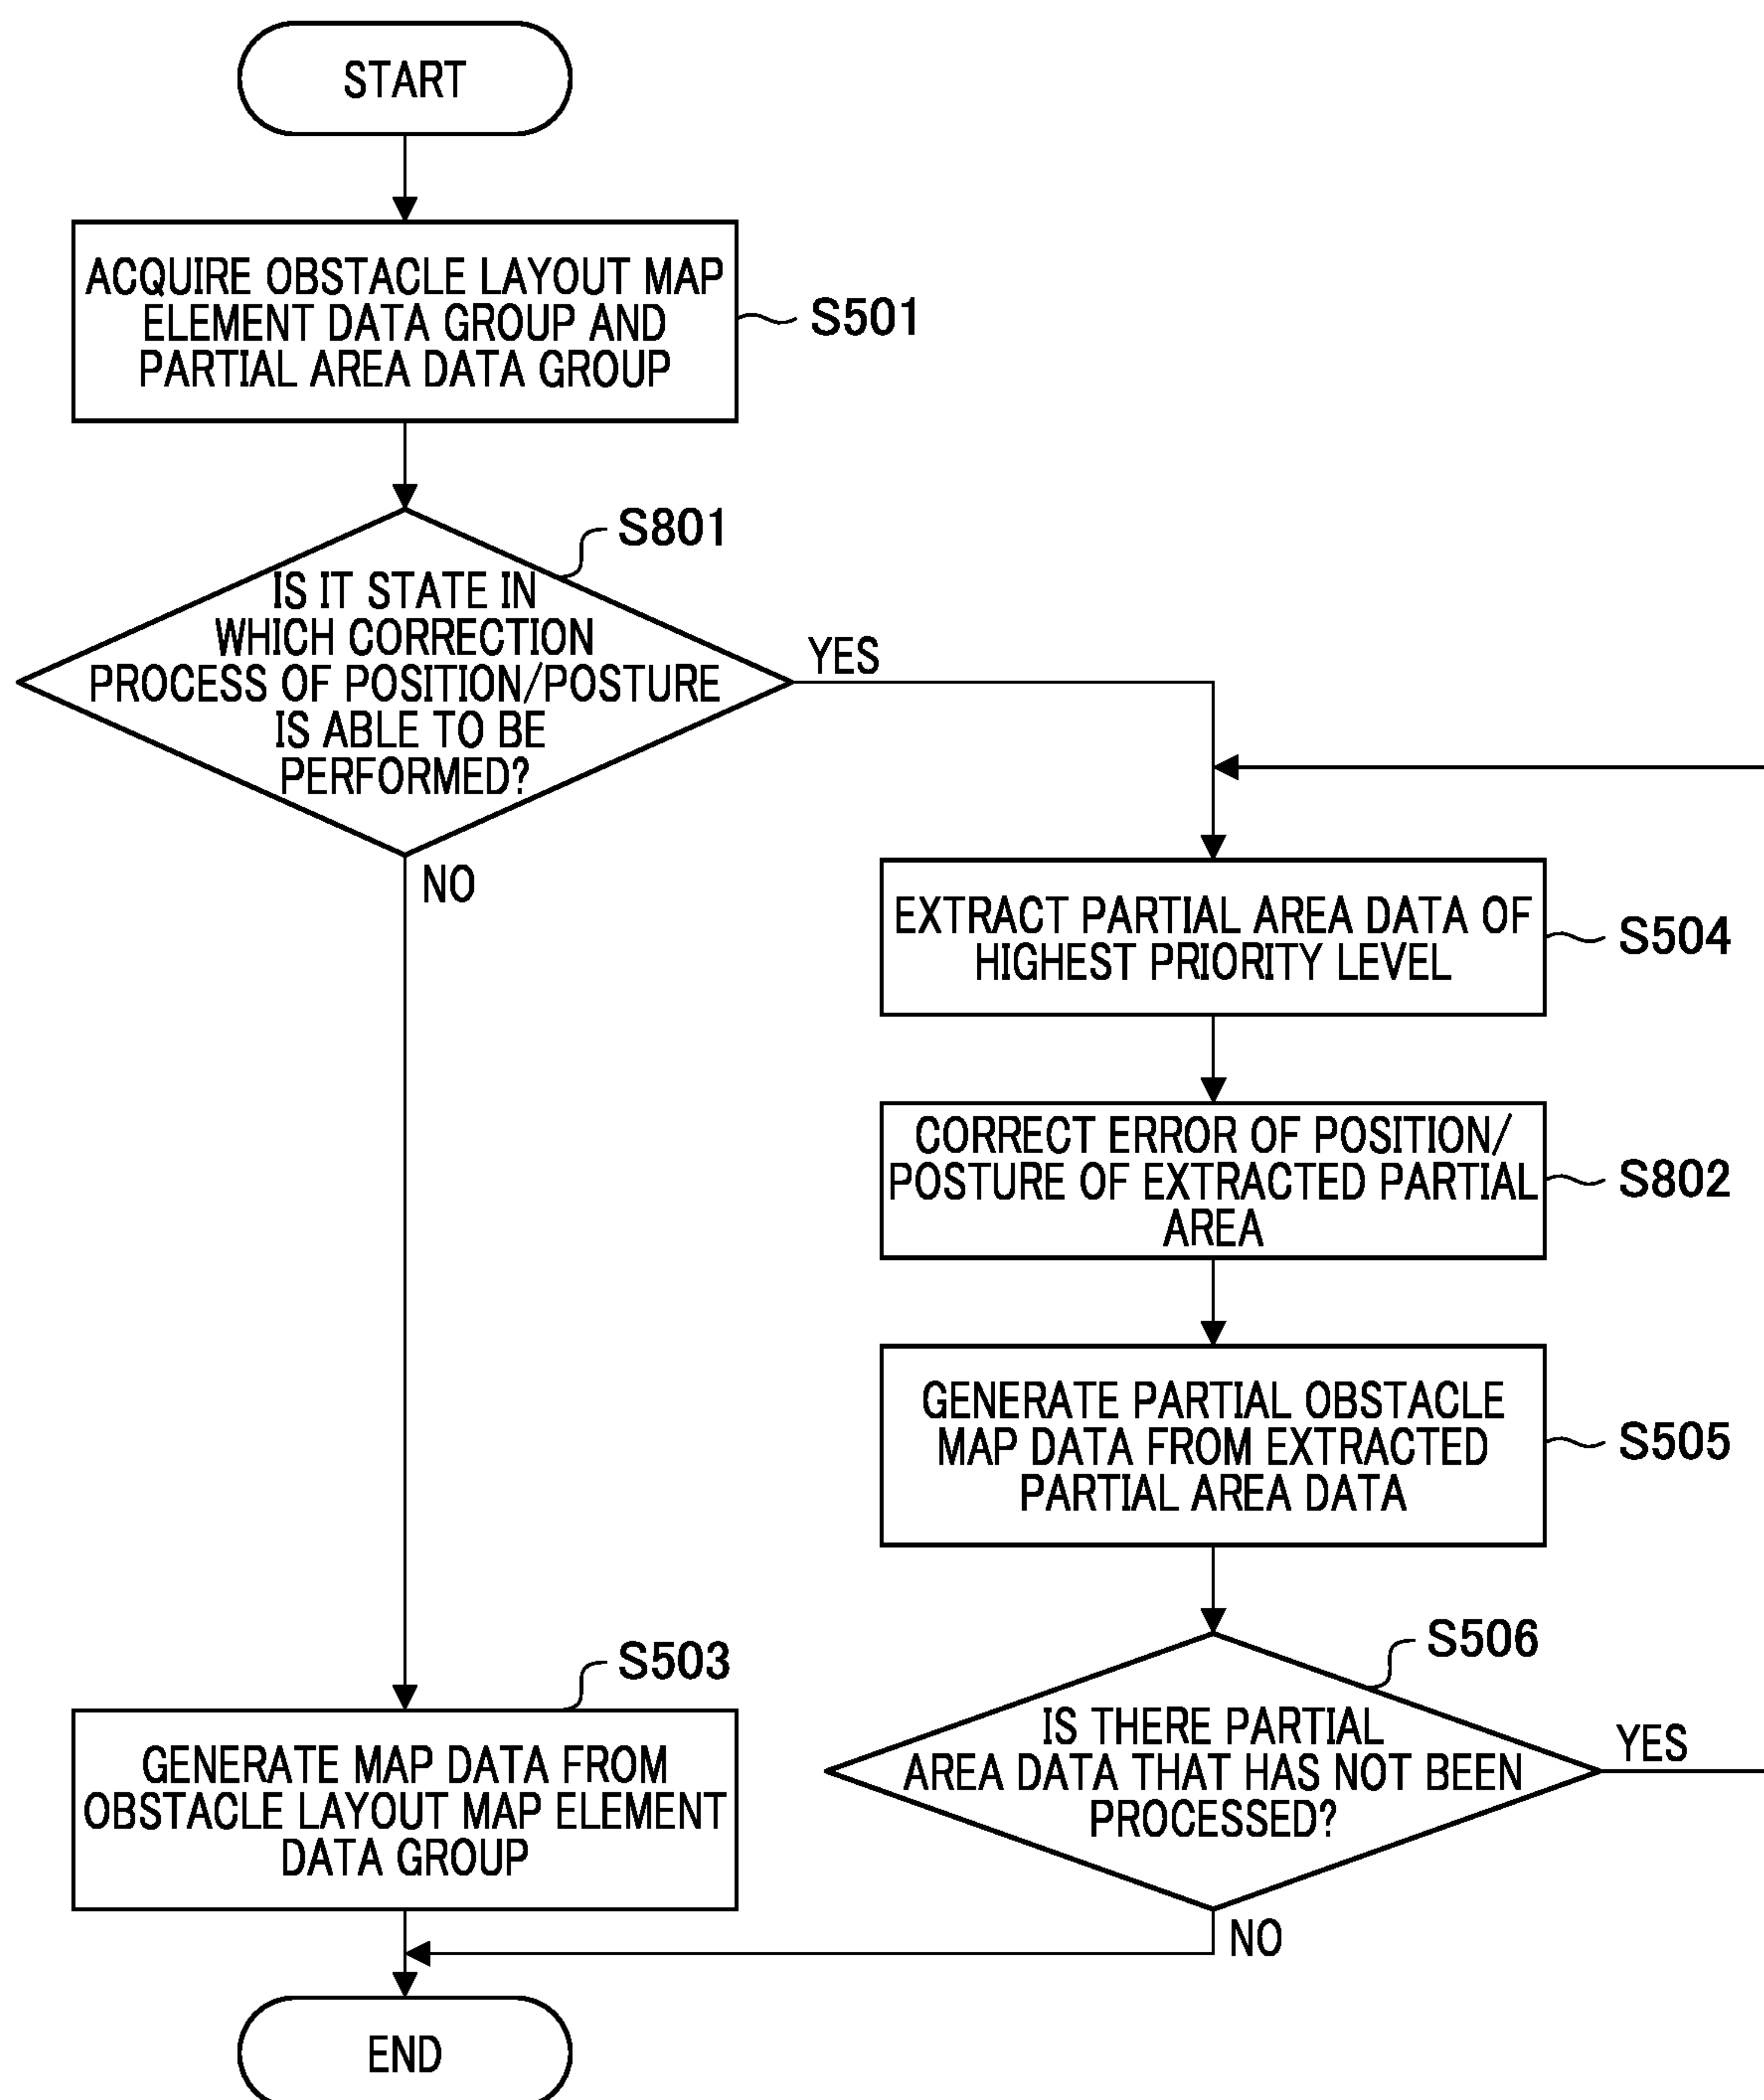 START
ACQUIRE OBSTACLE LAYOUT MAP
ELEMENT DATA GROUP AND
PARTIAL AREA DATA GROUP
S501
S801
IS IT STATE IN
WHICH CORRECTION
PROCESS OF POSITION/POSTURE
IS ABLE TO BE
PERFORMED?
YES
NO
EXTRACT PARTIAL AREA DATA OF
HIGHEST PRIORITY LEVEL
S504
CORRECT ERROR OF POSITION/
POSTURE OF EXTRACTED PARTIAL
AREA
S802
GENERATE PARTIAL OBSTACLE
MAP DATA FROM EXTRACTED
PARTIAL AREA DATA
S505
S506
IS THERE PARTIAL
AREA DATA THAT HAS NOT BEEN
PROCESSED?
YES
NO
S503
GENERATE MAP DATA FROM
OBSTACLE LAYOUT MAP ELEMENT
DATA GROUP
END